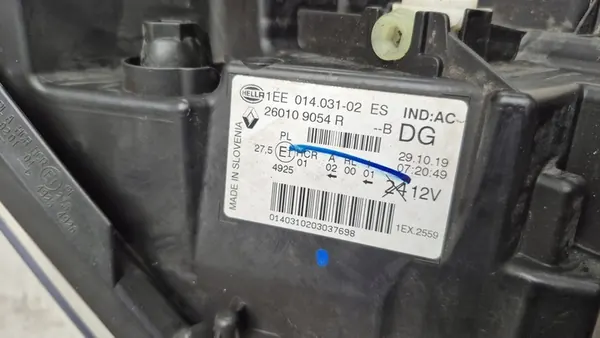 HELLA 1EE 014.031-02 ES IND:AC
26010 9054 R --B DG
PL
27,5 E1 HCR A RL
01 02 00 01
4925
29.10.19
07:20:49
24 12V
MADE IN SLOVENIA
0140310203037698
1EX.2559